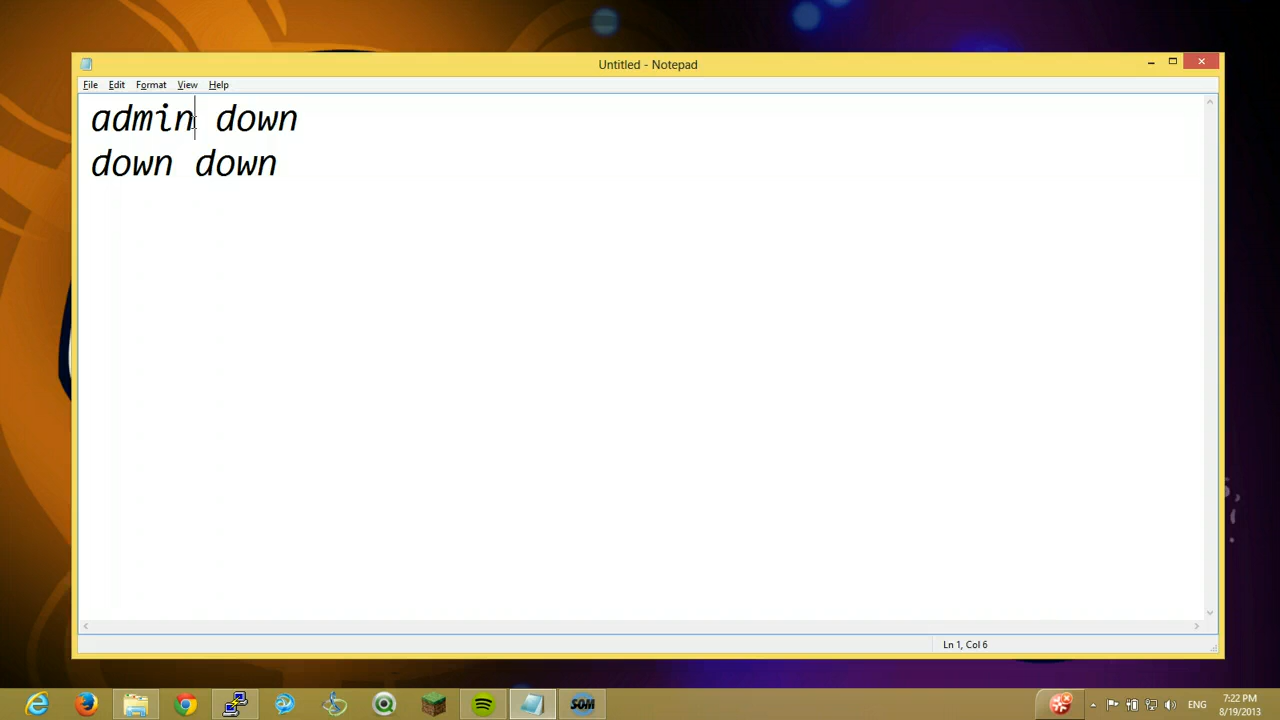 Untitled - Notepad
File Edit Format View Help
admin down
down down
Ln 1, Col 6
SOM
ENG
7:22 PM
8/19/2013